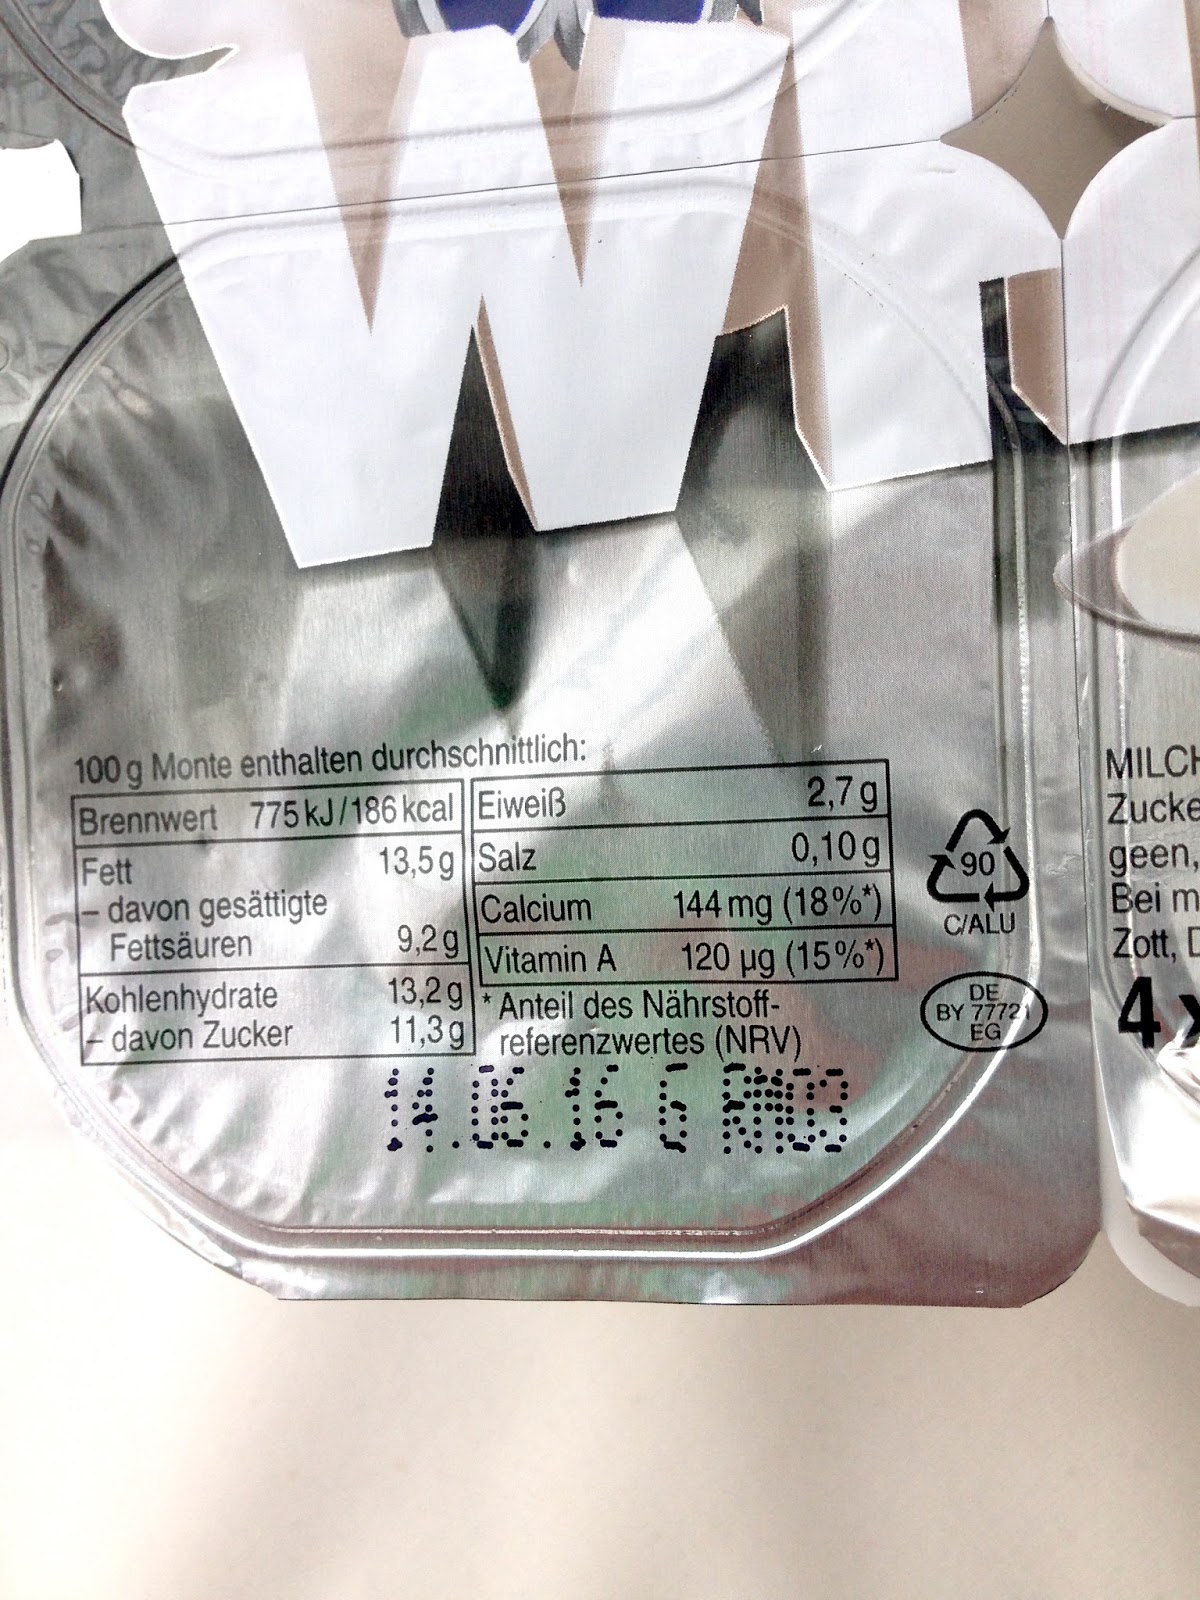 W
100 g Monte enthalten durchschnittlich:
Brennwert 775 kJ/186 kcal
Fett 13,5 g
– davon gesättigte
Fettsäuren 9,2 g
Kohlenhydrate 13,2 g
– davon Zucker 11,3 g
Eiweiß 2,7 g
Salz 0,10 g
Calcium 144 mg (18%*)
Vitamin A 120 µg (15%*)
* Anteil des Nährstoff-
referenzwertes (NRV)
14.06.16 6
90
C/ALU
DE
BY 77721
EG
MILCH
Zucke
geen,
Bei m
Zott, D
4x